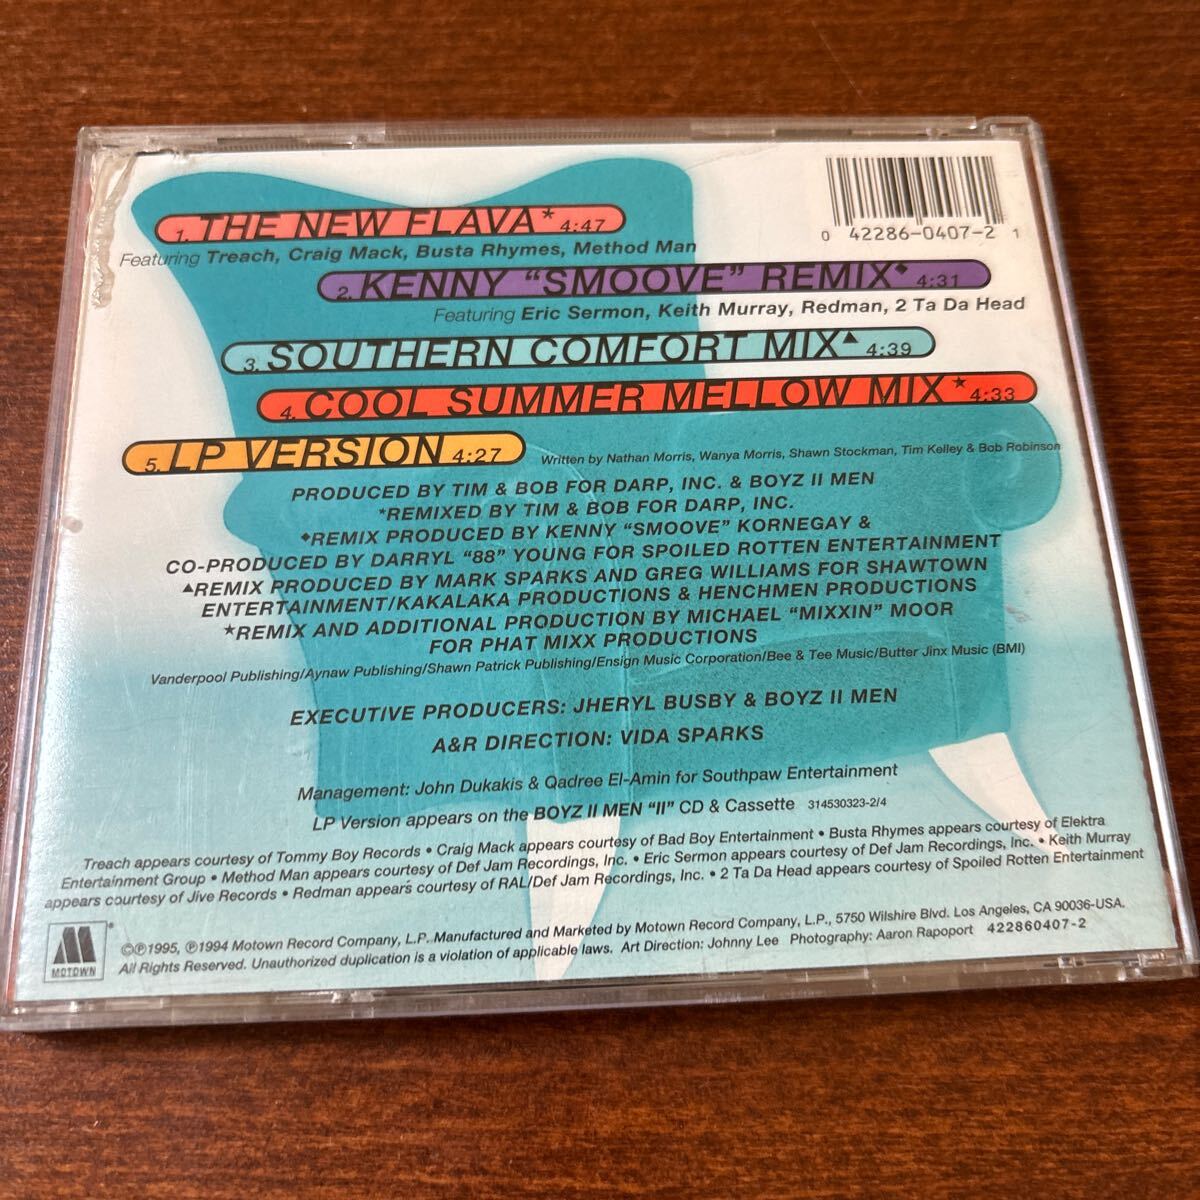 1. THE NEW FLAVA* 4:47
Featuring Treach, Craig Mack, Busta Rhymes, Method Man
0 42286-0407-2 1
2. KENNY “SMOOVE” REMIX◆ 4:31
Featuring Eric Sermon, Keith Murray, Redman, 2 Ta Da Head
3. SOUTHERN COMFORT MIX▲ 4:39
4. COOL SUMMER MELLOW MIX★ 4:33
5. LP VERSION 4:27
Written by Nathan Morris, Wanya Morris, Shawn Stockman, Tim Kelley & Bob Robinson
PRODUCED BY TIM & BOB FOR DARP, INC. & BOYZ II MEN
*REMIXED BY TIM & BOB FOR DARP, INC.
◆REMIX PRODUCED BY KENNY “SMOOVE” KORNEGAY &
CO-PRODUCED BY DARRYL “88” YOUNG FOR SPOILED ROTTEN ENTERTAINMENT
▲REMIX PRODUCED BY MARK SPARKS AND GREG WILLIAMS FOR SHAWTOWN
ENTERTAINMENT/KAKALAKA PRODUCTIONS & HENCHMEN PRODUCTIONS
★REMIX AND ADDITIONAL PRODUCTION BY MICHAEL “MIXXIN” MOOR
FOR PHAT MIXX PRODUCTIONS
Vanderpool Publishing/Aynaw Publishing/Shawn Patrick Publishing/Ensign Music Corporation/Bee & Tee Music/Butter Jinx Music (BMI)
EXECUTIVE PRODUCERS: JHERYL BUSBY & BOYZ II MEN
A&R DIRECTION: VIDA SPARKS
Management: John Dukakis & Qadree El-Amin for Southpaw Entertainment
LP Version appears on the BOYZ II MEN “II” CD & Cassette 314530323-2/4
Treach appears courtesy of Tommy Boy Records • Craig Mack appears courtesy of Bad Boy Entertainment • Busta Rhymes appears courtesy of Elektra
Entertainment Group • Method Man appears courtesy of Def Jam Recordings, Inc. • Eric Sermon appears courtesy of Def Jam Recordings, Inc. • Keith Murray
appears courtesy of Jive Records • Redman appears courtesy of RAL/Def Jam Recordings, Inc. • 2 Ta Da Head appears courtesy of Spoiled Rotten Entertainment
MOTOWN
©℗1995, ℗1994 Motown Record Company, L.P. Manufactured and Marketed by Motown Record Company, L.P., 5750 Wilshire Blvd. Los Angeles, CA 90036-USA.
All Rights Reserved. Unauthorized duplication is a violation of applicable laws. Art Direction: Johnny Lee Photography: Aaron Rapoport 422860407-2